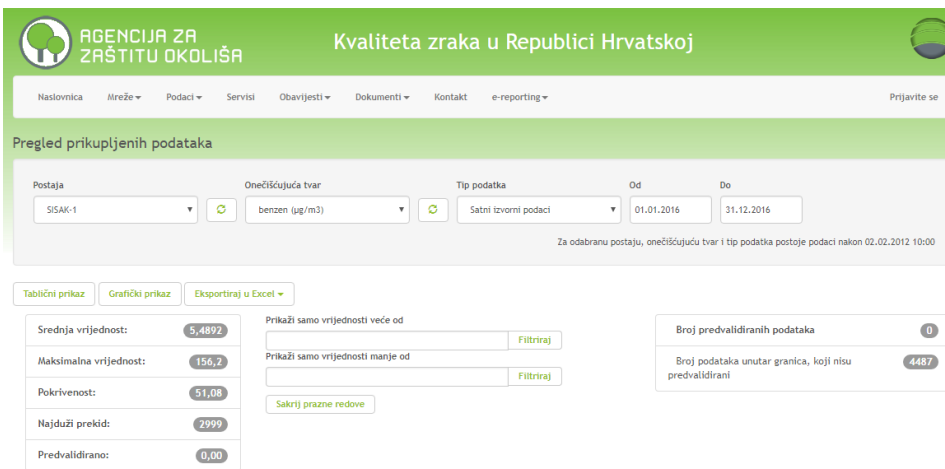 AGENCIJA ZA
ZAŠTITU OKOLIŠA
Kvaliteta zraka u Republici Hrvatskoj
Naslovnica Mreže Podaci Servisi Obavijesti Dokumenti Kontakt e-reporting Prijavite se
Pregled prikupljenih podataka
Postaja Onečišćujuća tvar Tip podatka Od Do
SISAK-1 benzen (µg/m3) Satni izvorni podaci 01.01.2016 31.12.2016
Za odabranu postaju, onečišćujuću tvar i tip podatka postoje podaci nakon 02.02.2012 10:00
Tablični prikaz Grafički prikaz Eksportiraj u Excel
Srednja vrijednost: 5,4892
Maksimalna vrijednost: 156,2
Pokrivenost: 51,08
Najduži prekid: 2999
Predvalidirano: 0,00
Prikaži samo vrijednosti veće od
Filtriraj
Prikaži samo vrijednosti manje od
Filtriraj
Sakrij prazne redove
Broj predvalidiranih podataka 0
Broj podataka unutar granica, koji nisu 4487
predvalidirani